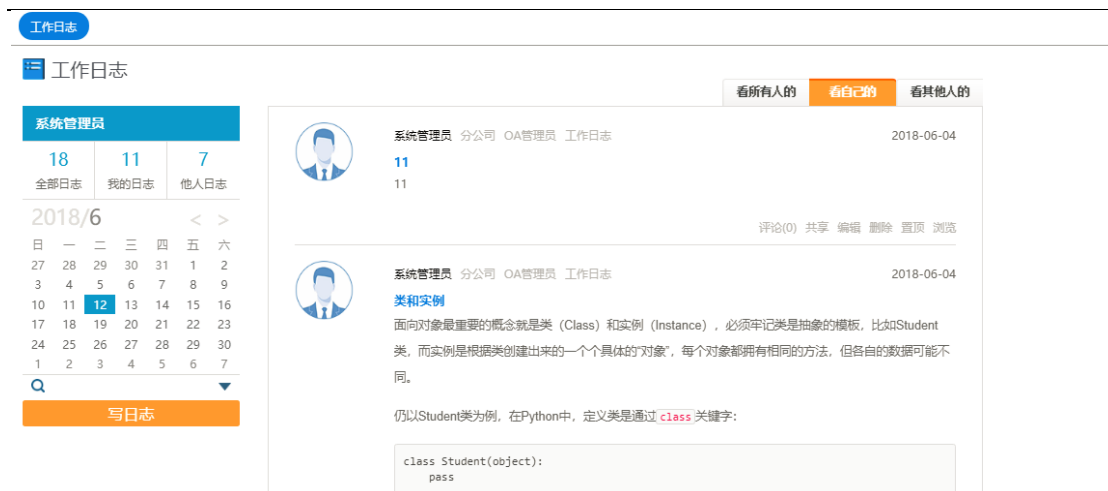 工作日志
工作日志
看所有人的 看自己的 看其他人的
系统管理员
18 11 7
全部日志 我的日志 他人日志
2018/6 < >
日 一 二 三 四 五 六
27 28 29 30 31 1 2
3 4 5 6 7 8 9
10 11 12 13 14 15 16
17 18 19 20 21 22 23
24 25 26 27 28 29 30
1 2 3 4 5 6 7
写日志
系统管理员 分公司 OA管理员 工作日志 2018-06-04
11
11
评论(0) 共享 编辑 删除 置顶 浏览
系统管理员 分公司 OA管理员 工作日志 2018-06-04
类和实例
面向对象最重要的概念就是类（Class）和实例（Instance），必须牢记类是抽象的模板，比如Student
类，而实例是根据类创建出来的一个个具体的“对象”，每个对象都拥有相同的方法，但各自的数据可能不
同。
仍以Student类为例，在Python中，定义类是通过class关键字：
class Student(object):
    pass